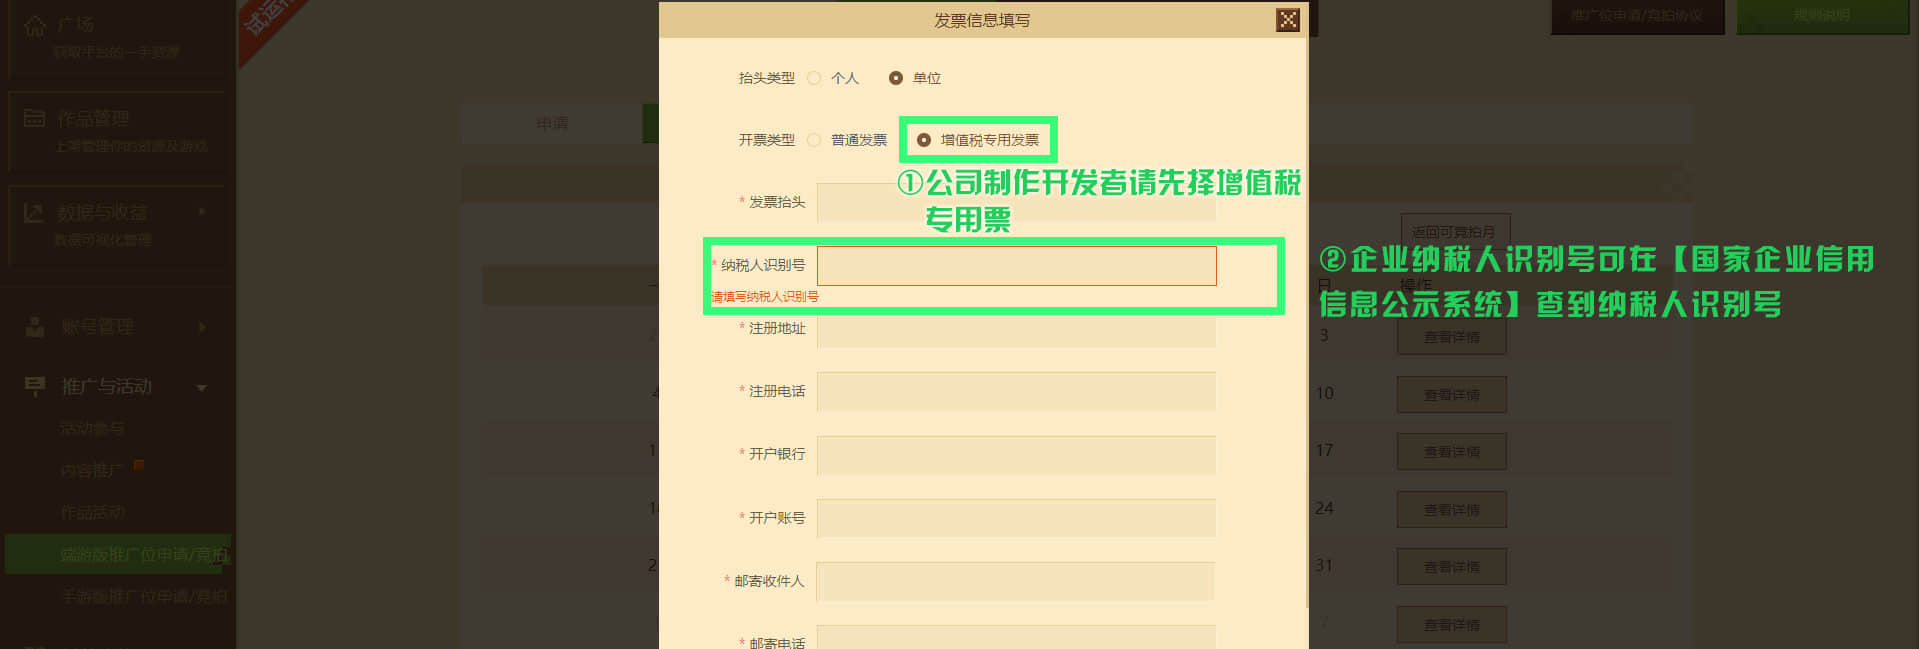 试运行
广场
获取平台的一手资源
作品管理
上架管理你的资源及游戏
数据与收益
数据可视化管理
账号管理
推广与活动
活动参与
内容推广
作品活动
端游版推广位申请/竞拍
手游版推广位申请/竞拍
推广位申请/竞拍协议
规则说明
申请
发票信息填写
抬头类型 个人 单位
开票类型 普通发票 增值税专用发票
①公司制作开发者请先择增值税
专用票
* 发票抬头
* 纳税人识别号
请填写纳税人识别号
* 注册地址
* 注册电话
* 开户银行
* 开户账号
* 邮寄收件人
* 邮寄电话
返回可竞拍月
②企业纳税人识别号可在【国家企业信用
信息公示系统】查到纳税人识别号
日 操作
3 查看详情
10 查看详情
17 查看详情
24 查看详情
31 查看详情
7 查看详情